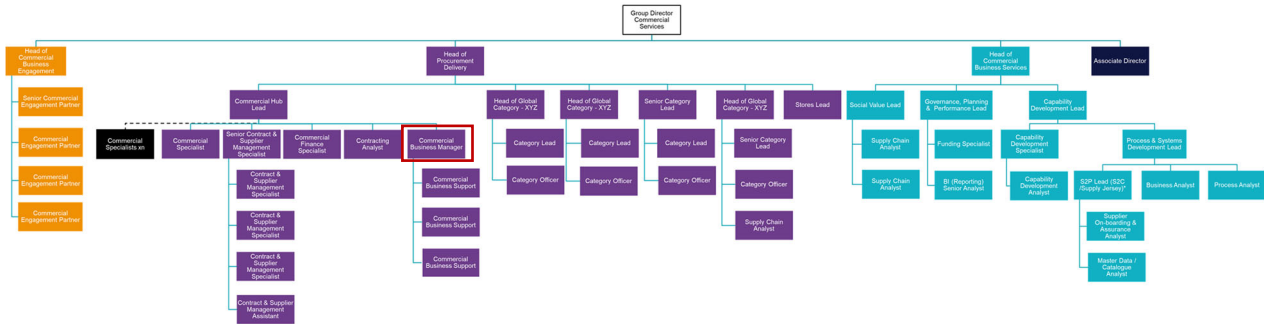 Group Director
Commercial
Services
Head of
Commercial
Business
Engagement
Head of
Procurement
Delivery
Head of
Commercial
Business Services
Associate Director
Senior Commercial
Engagement Partner
Commercial
Engagement Partner
Commercial
Engagement Partner
Commercial
Engagement Partner
Commercial Hub
Lead
Head of Global
Category - XYZ
Head of Global
Category - XYZ
Senior Category
Lead
Head of Global
Category - XYZ
Stores Lead
Social Value Lead
Governance, Planning
& Performance Lead
Capability
Development Lead
Commercial
Specialists en
Commercial
Specialist
Senior Contract &
Supplier
Management
Specialist
Commercial
Finance
Specialist
Contracting
Analyst
Commercial
Business Manager
Category Lead
Category Lead
Category Lead
Senior Category
Lead
Supply Chain
Analyst
Funding Specialist
Capability
Development
Specialist
Process & Systems
Development Lead
Contract &
Supplier
Management
Specialist
Commercial
Business Support
Category Officer
Category Officer
Category Officer
Category Officer
Supply Chain
Analyst
BI (Reporting)
Senior Analyst
Capability
Development
Analyst
S2P Lead (S2C
/Supply Jersey)*
Business Analyst
Process Analyst
Contract &
Supplier
Management
Specialist
Commercial
Business Support
Supply Chain
Analyst
Supplier
On-boarding &
Assurance
Analyst
Contract &
Supplier
Management
Specialist
Commercial
Business Support
Master Data /
Catalogue
Analyst
Contract & Supplier
Management
Assistant